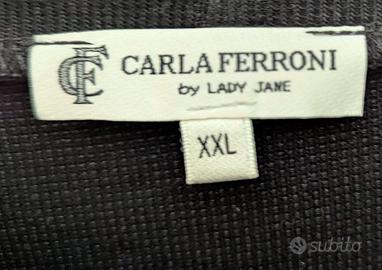 CF CARLA FERRONI
by LADY JANE
XXL
subito